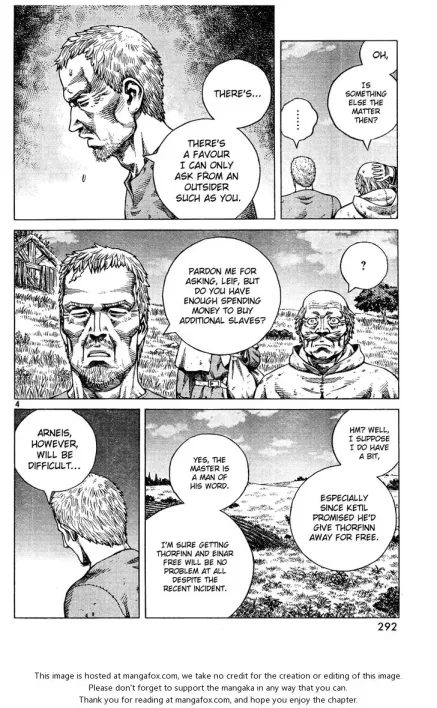 OH,
IS
SOMETHING
ELSE THE
MATTER
THEN?
......
THERE'S...
THERE'S
A FAVOUR
I CAN ONLY
ASK FROM AN
OUTSIDER
SUCH AS YOU.
?
PARDON ME FOR
ASKING, LEIF, BUT
DO YOU HAVE
ENOUGH SPENDING
MONEY TO BUY
ADDITIONAL SLAVES?
4
HM? WELL,
I SUPPOSE
I DO HAVE
A BIT,
ESPECIALLY
SINCE KETIL
PROMISED HE'D
GIVE THORFINN
AWAY FOR FREE.
YES, THE
MASTER IS
A MAN OF
HIS WORD.
I'M SURE GETTING
THORFINN AND EINAR
FREE WILL BE NO
PROBLEM AT ALL
DESPITE THE
RECENT INCIDENT.
ARNEIS,
HOWEVER,
WILL BE
DIFFICULT...
292
This image is hosted at mangafox.com, we take no credit for the creation or editing of this image.
Please don't forget to support the mangaka in any way that you can.
Thank you for reading at mangafox.com, and hope you enjoy the chapter.